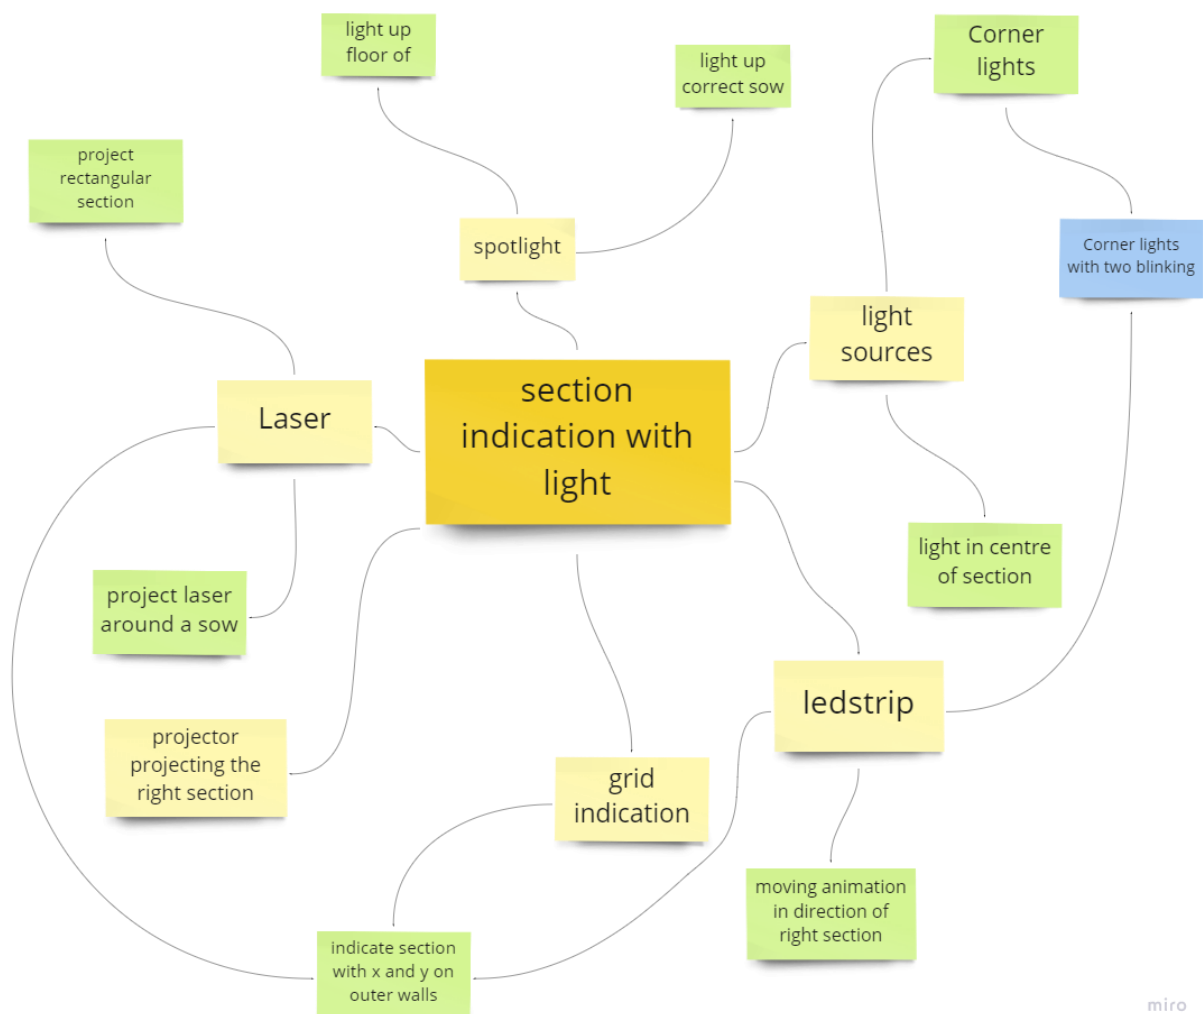 light up
floor of
light up
correct sow
Corner
lights
project
rectangular
section
spotlight
Corner lights
with two blinking
light
sources
section
indication with
light
Laser
light in centre
of section
project laser
around a sow
ledstrip
projector
projecting the
right section
grid
indication
moving animation
in direction of
right section
indicate section
with x and y on
outer walls
miro